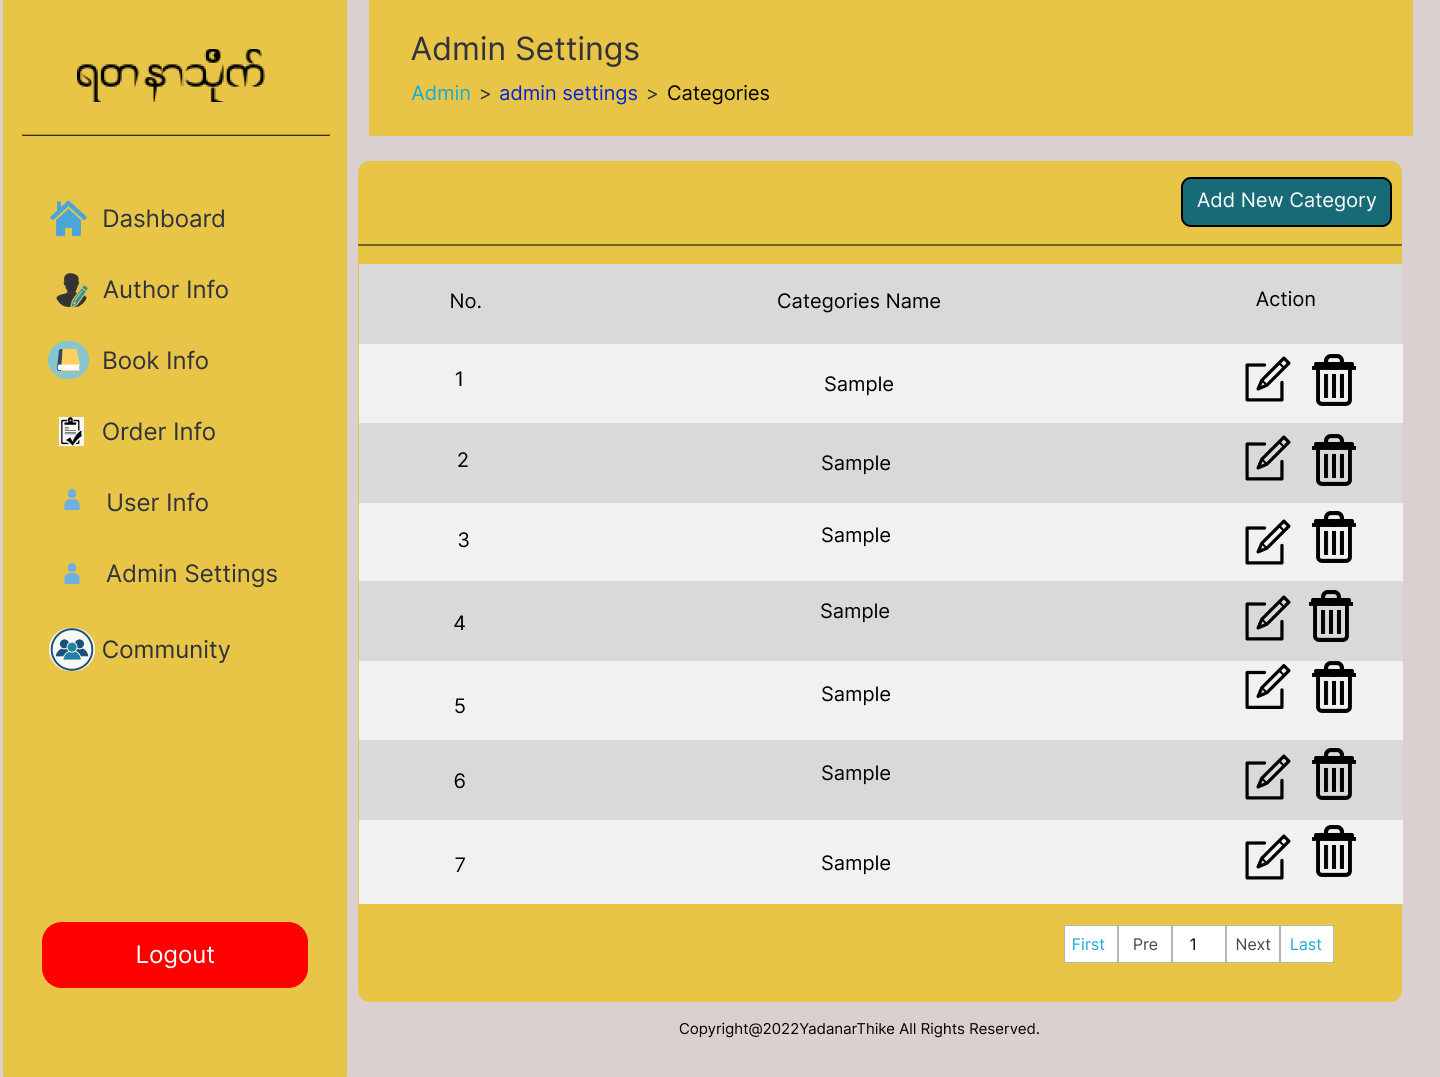 ရတနာသိုက်
Dashboard
Author Info
Book Info
Order Info
User Info
Admin Settings
Community
Logout
Admin Settings
Admin > admin settings > Categories
Add New Category
No. Categories Name Action
1 Sample
2 Sample
3 Sample
4 Sample
5 Sample
6 Sample
7 Sample
First Pre 1 Next Last
Copyright@2022YadanarThike All Rights Reserved.